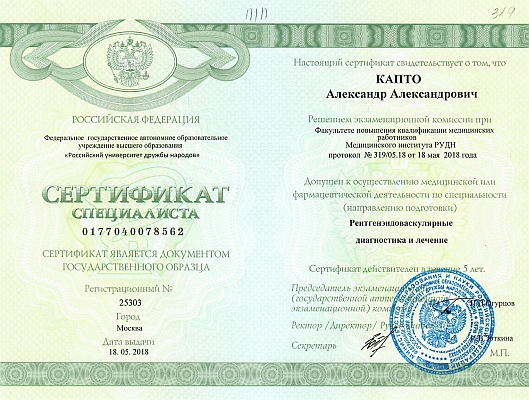 ПП
319
РОССИЙСКАЯ ФЕДЕРАЦИЯ
Федеральное государственное автономное образовательное
учреждение высшего образования
«Российский университет дружбы народов»
СЕРТИФИКАТ
СПЕЦИАЛИСТА
0177040078562
СЕРТИФИКАТ ЯВЛЯЕТСЯ ДОКУМЕНТОМ
ГОСУДАРСТВЕННОГО ОБРАЗЦА
Регистрационный №
25303
Город
Москва
Дата выдачи
18. 05. 2018
Настоящий сертификат свидетельствует о том, что
КАПТО
Александр Александрович
Решением экзаменационной комиссии при
Факультете повышения квалификации медицинских
работников
Медицинского института РУДН
протокол № 319/05.18 от 18 мая 2018 года
Допущен к осуществлению медицинской или
фармацевтической деятельности по специальности
(направлению подготовки)
Рентгенэндоваскулярные
диагностика и лечение
Сертификат действителен в течение 5 лет.
Председатель
(государственной
экзаменационной)
Ректор /Директор/
Секретарь
М.П.